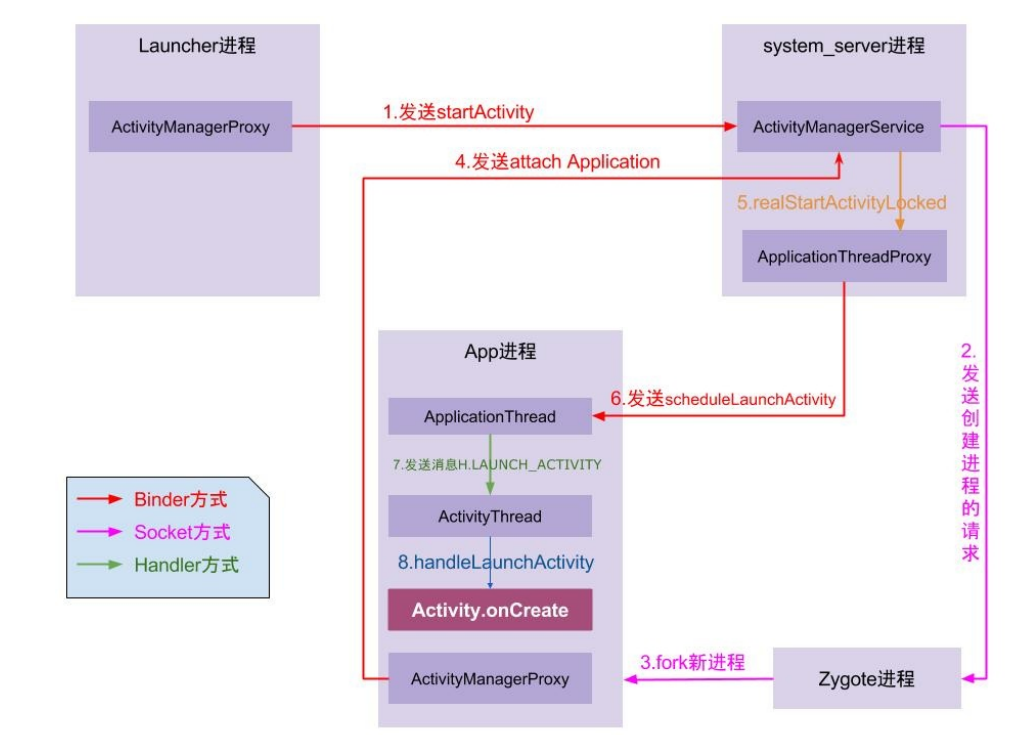 Launcher进程
system_server进程
ActivityManagerProxy
1.发送startActivity
ActivityManagerService
4.发送attach Application
5.realStartActivityLocked
ApplicationThreadProxy
App进程
2.
发
送
创
建
进
程
的
请
求
6.发送scheduleLaunchActivity
ApplicationThread
7.发送消息H.LAUNCH_ACTIVITY
Binder方式
ActivityThread
Socket方式
8.handleLaunchActivity
Handler方式
Activity.onCreate
3.fork新进程
ActivityManagerProxy
Zygote进程